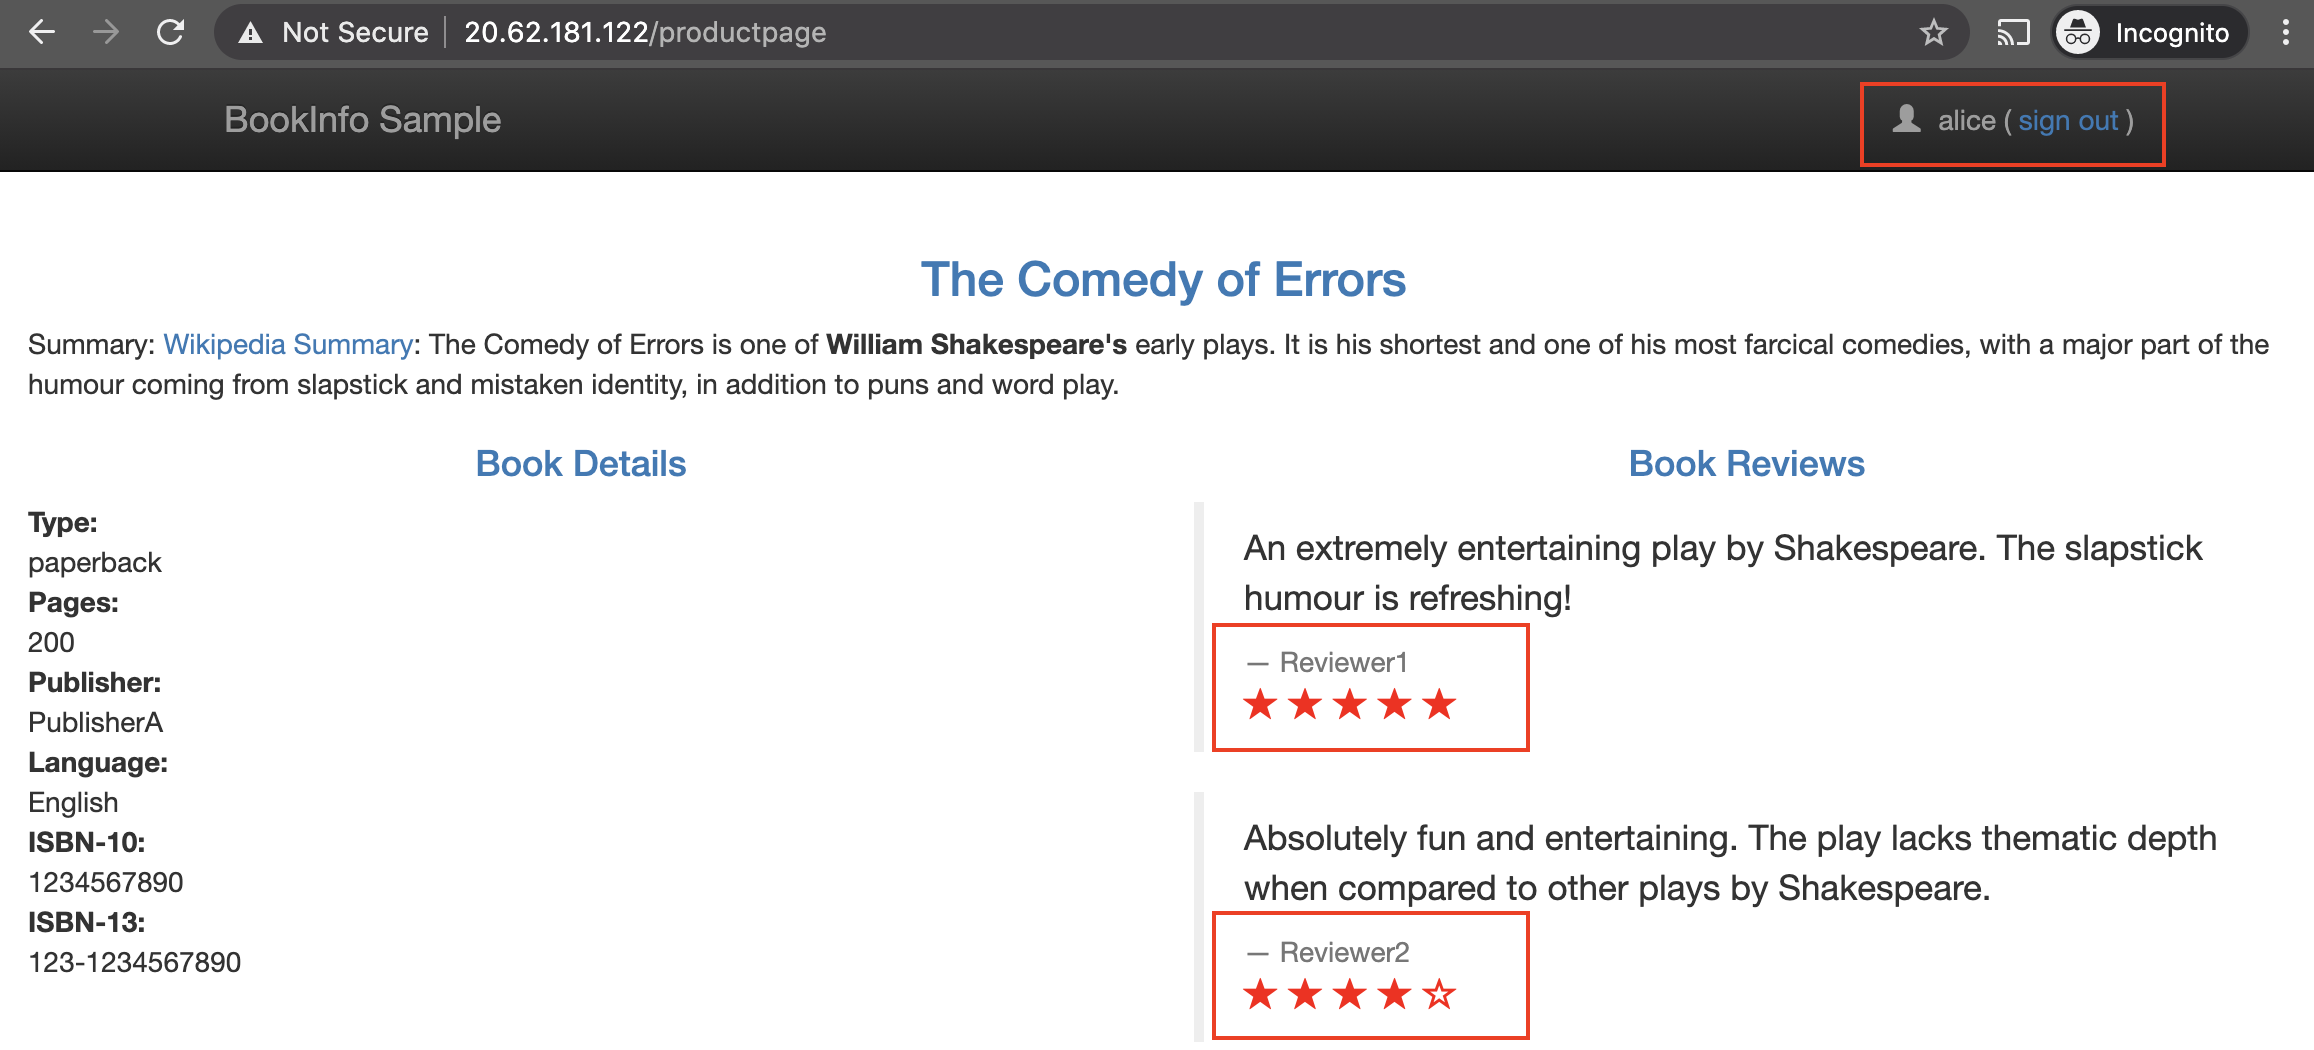 Not Secure 20.62.181.122/productpage Incognito
BookInfo Sample alice ( sign out )
The Comedy of Errors
Summary: Wikipedia Summary: The Comedy of Errors is one of William Shakespeare's early plays. It is his shortest and one of his most farcical comedies, with a major part of the
humour coming from slapstick and mistaken identity, in addition to puns and word play.
Book Details
Type:
paperback
Pages:
200
Publisher:
PublisherA
Language:
English
ISBN-10:
1234567890
ISBN-13:
123-1234567890
Book Reviews
An extremely entertaining play by Shakespeare. The slapstick
humour is refreshing!
— Reviewer1
Absolutely fun and entertaining. The play lacks thematic depth
when compared to other plays by Shakespeare.
— Reviewer2